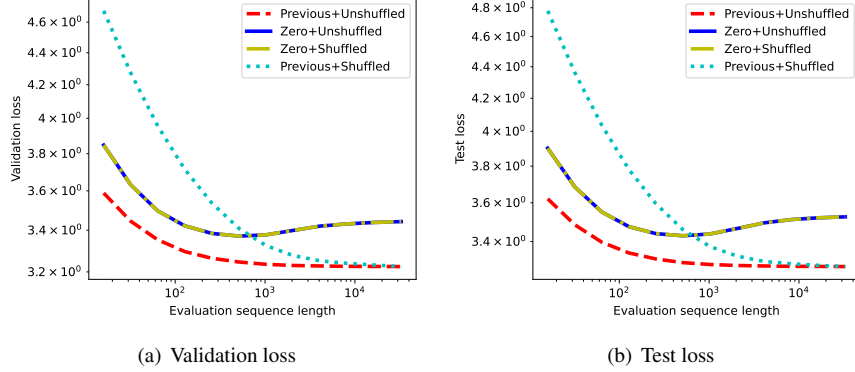 4.6 × 10⁰
4.4 × 10⁰
4.2 × 10⁰
4 × 10⁰
3.8 × 10⁰
3.6 × 10⁰
3.4 × 10⁰
3.2 × 10⁰
Validation loss
Previous+Unshuffled
Zero+Unshuffled
Zero+Shuffled
Previous+Shuffled
10² 10³ 10⁴
Evaluation sequence length
(a) Validation loss
4.8 × 10⁰
4.6 × 10⁰
4.4 × 10⁰
4.2 × 10⁰
4 × 10⁰
3.8 × 10⁰
3.6 × 10⁰
3.4 × 10⁰
Test loss
Previous+Unshuffled
Zero+Unshuffled
Zero+Shuffled
Previous+Shuffled
10² 10³ 10⁴
Evaluation sequence length
(b) Test loss